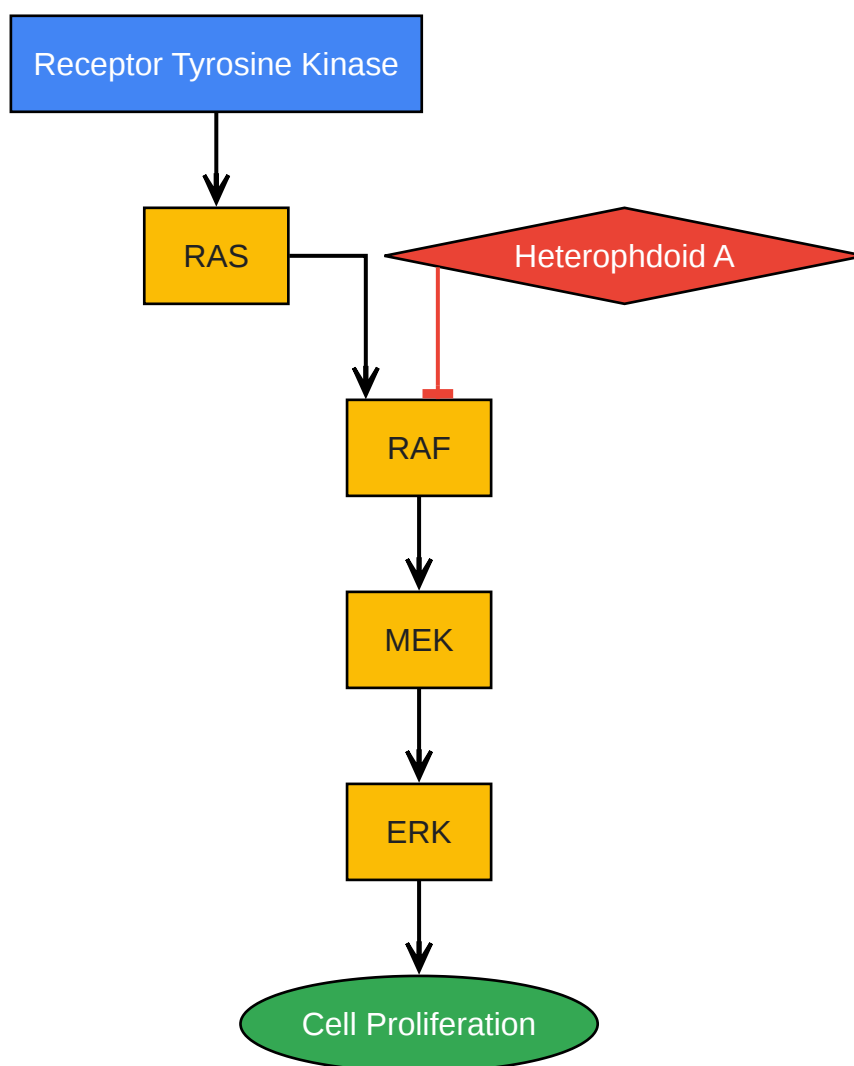 Receptor Tyrosine Kinase
RAS
Heterophdoid A
RAF
MEK
ERK
Cell Proliferation